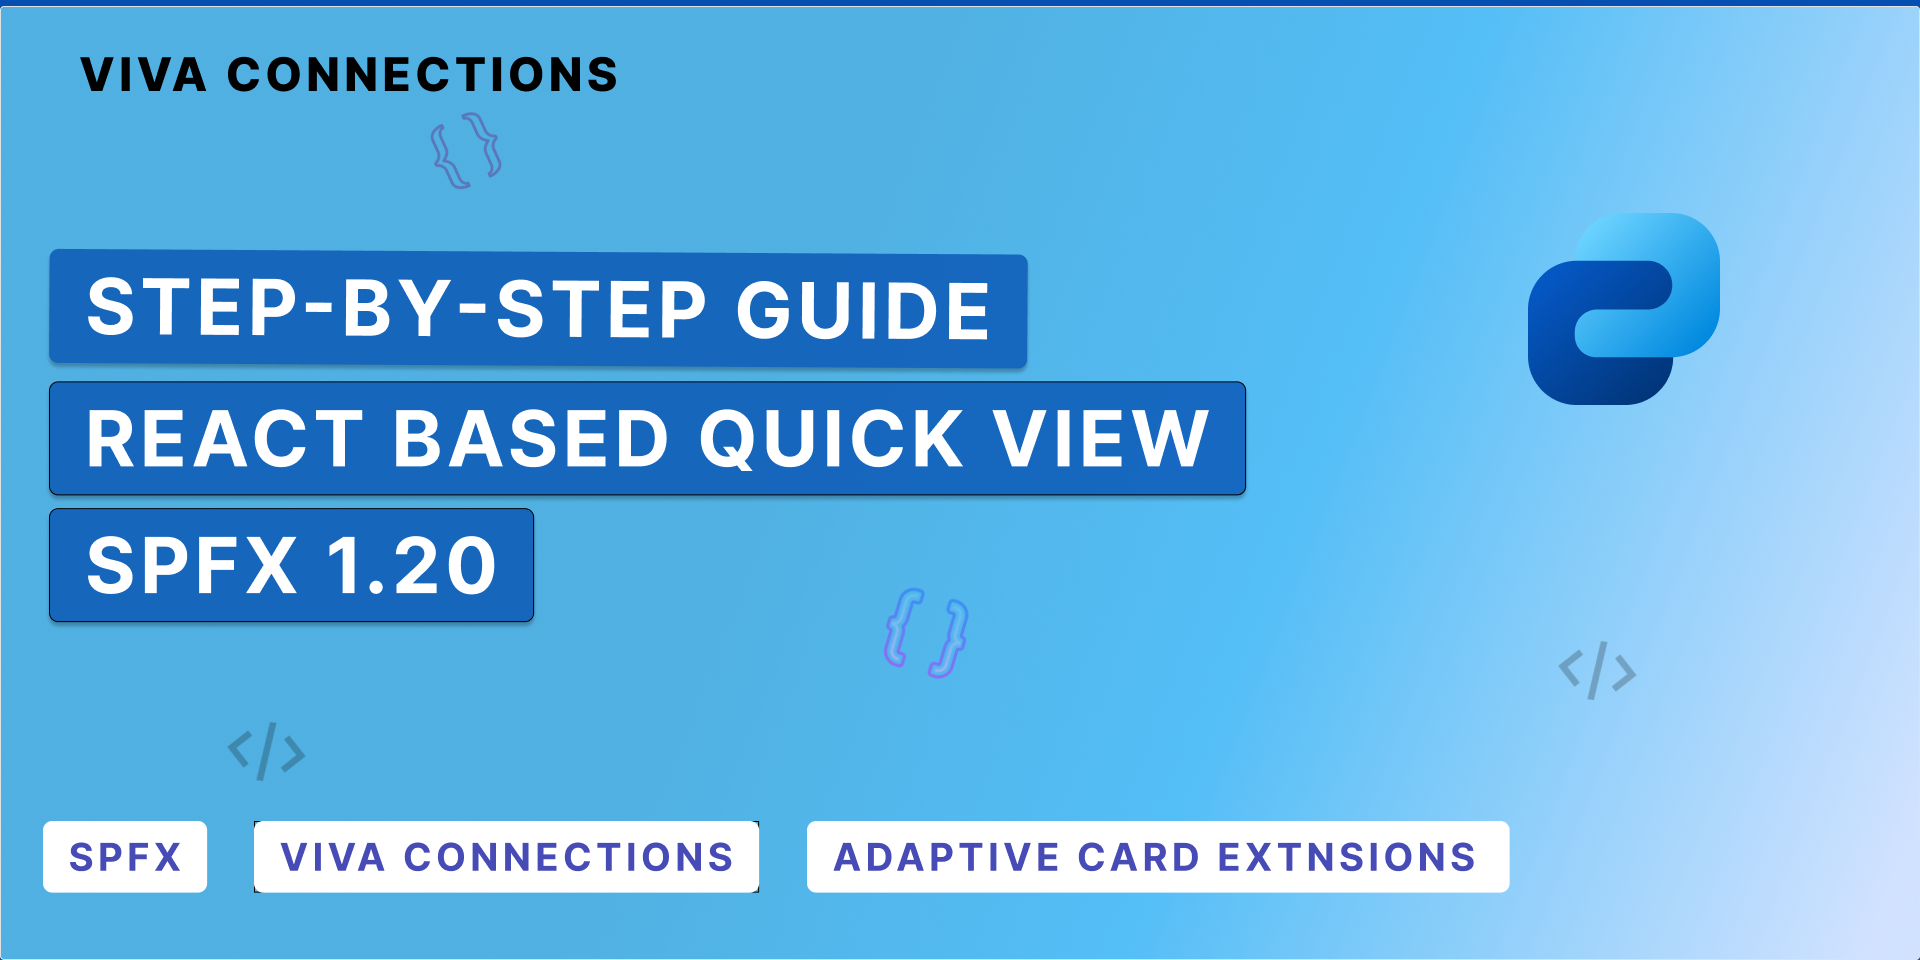 VIVA CONNECTIONS
{ }
STEP-BY-STEP GUIDE
REACT BASED QUICK VIEW
SPFX 1.20
{ }
</>
</>
SPFX
VIVA CONNECTIONS
ADAPTIVE CARD EXTNSIONS